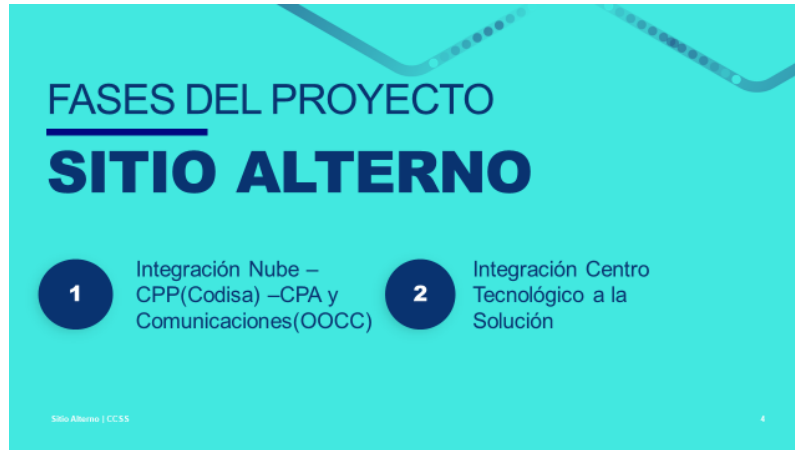 FASES DEL PROYECTO
SITIO ALTERNO
1
Integración Nube –
CPP(Codisa) –CPA y
Comunicaciones(OOCC)
2
Integración Centro
Tecnológico a la
Solución
Sitio Alterno | CCSS
4